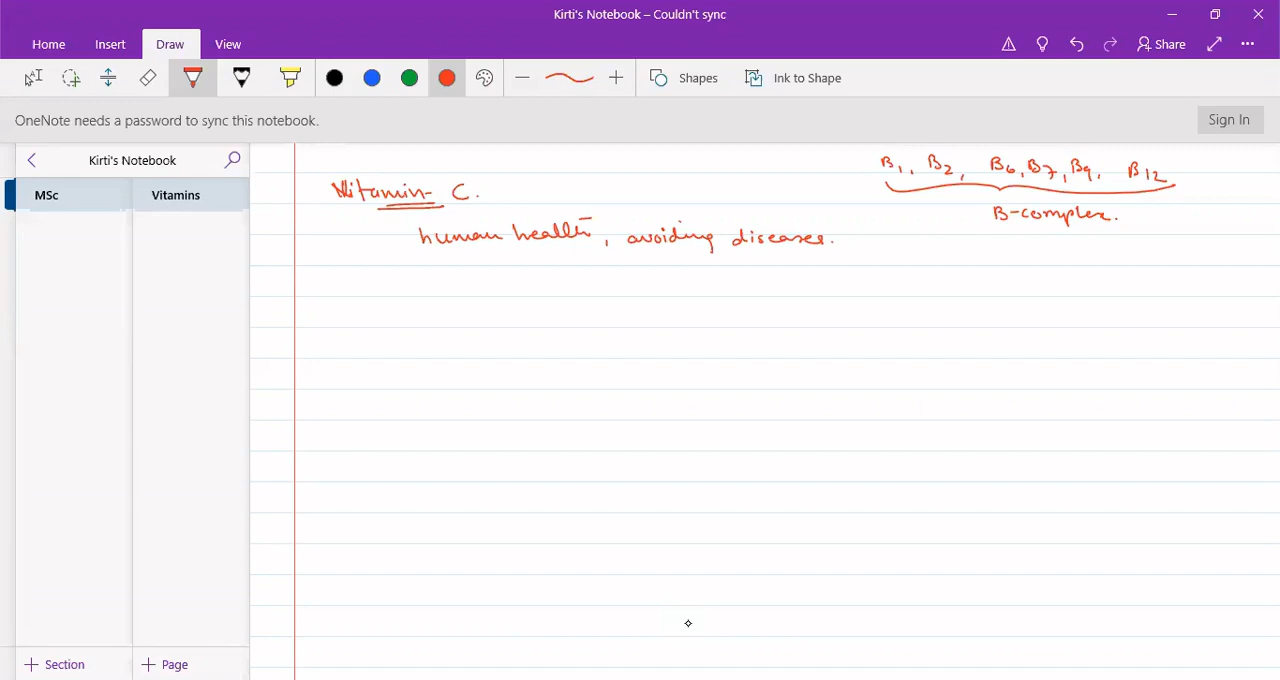 Kirti's Notebook – Couldn't sync
Home Insert Draw View Share
Shapes Ink to Shape
OneNote needs a password to sync this notebook. Sign In
Kirti's Notebook
MSc Vitamins
B1, B2, B6, B7, B9, B12
Vitamin- C.
B-complex.
human health, avoiding diseases.
Section Page